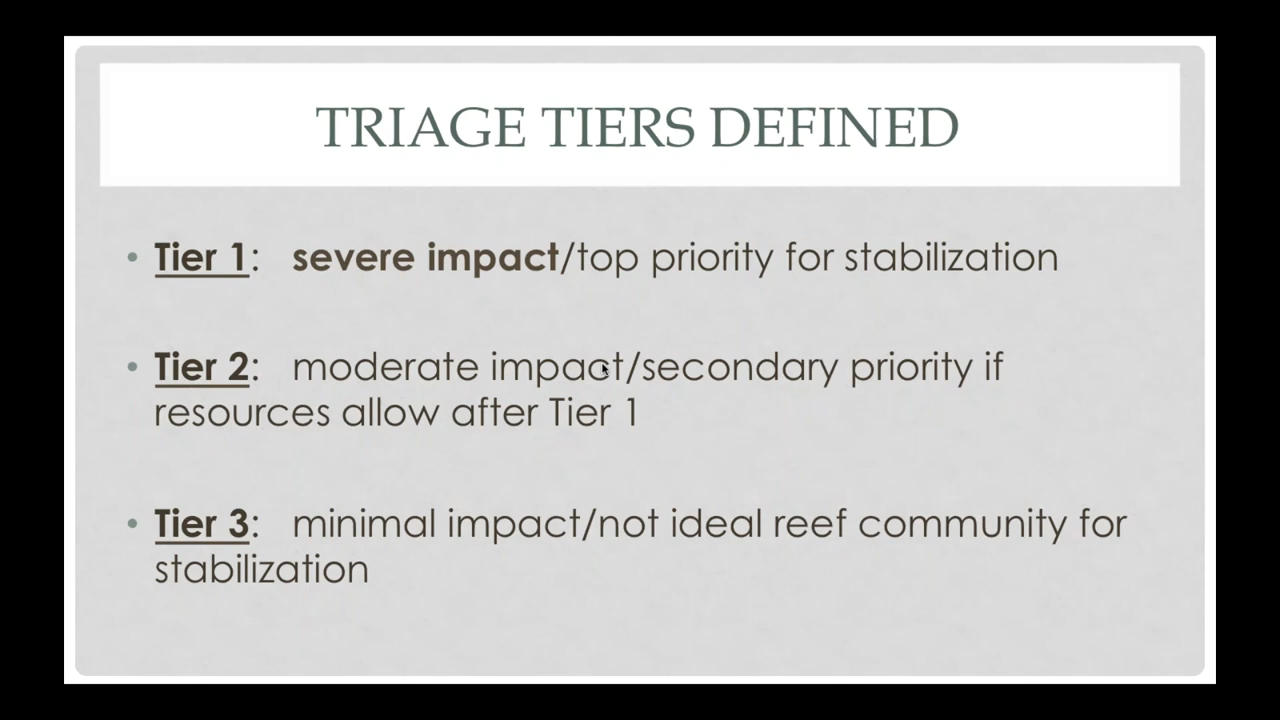 TRIAGE TIERS DEFINED
• Tier 1: severe impact/top priority for stabilization
• Tier 2: moderate impact/secondary priority if
resources allow after Tier 1
• Tier 3: minimal impact/not ideal reef community for
stabilization